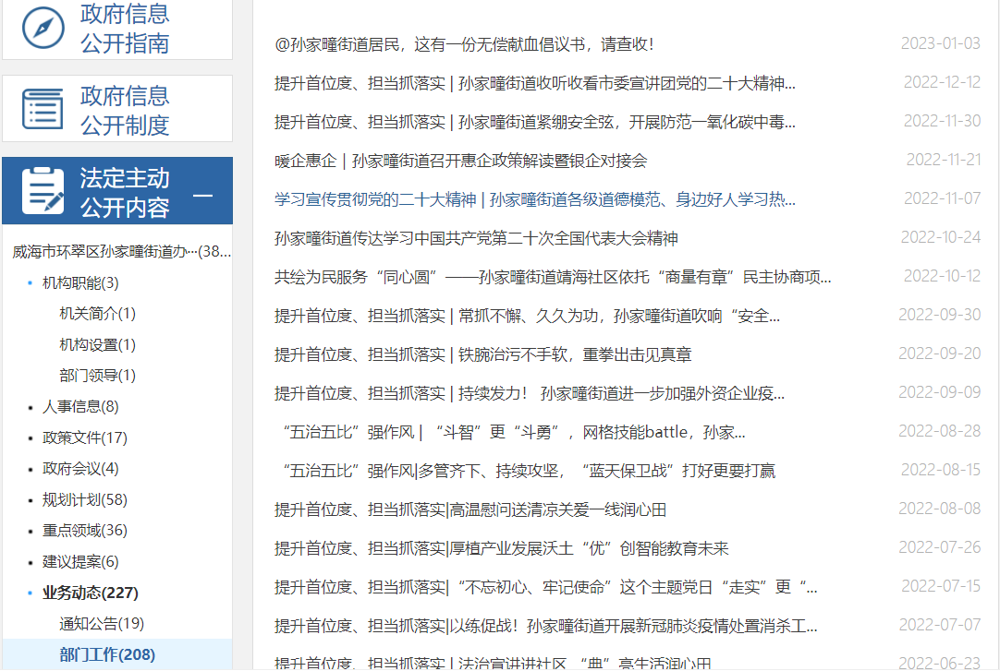 政府信息
公开指南
政府信息
公开制度
法定主动
公开内容
威海市环翠区孙家疃街道办…(38...
机构职能(3)
机关简介(1)
机构设置(1)
部门领导(1)
人事信息(8)
政策文件(17)
政府会议(4)
规划计划(58)
重点领域(36)
建议提案(6)
业务动态(227)
通知公告(19)
部门工作(208)
@孙家疃街道居民，这有一份无偿献血倡议书，请查收！ 2023-01-03
提升首位度、担当抓落实 | 孙家疃街道收听收看市委宣讲团党的二十大精神... 2022-12-12
提升首位度、担当抓落实 | 孙家疃街道紧绷安全弦，开展防范一氧化碳中毒... 2022-11-30
暖企惠企 | 孙家疃街道召开惠企政策解读暨银企对接会 2022-11-21
学习宣传贯彻党的二十大精神 | 孙家疃街道各级道德模范、身边好人学习热... 2022-11-07
孙家疃街道传达学习中国共产党第二十次全国代表大会精神 2022-10-24
共绘为民服务“同心圆”——孙家疃街道靖海社区依托“商量有章”民主协商项... 2022-10-12
提升首位度、担当抓落实 | 常抓不懈、久久为功，孙家疃街道吹响“安全... 2022-09-30
提升首位度、担当抓落实 | 铁腕治污不手软，重拳出击见真章 2022-09-20
提升首位度、担当抓落实 | 持续发力！ 孙家疃街道进一步加强外资企业疫... 2022-09-09
“五治五比”强作风 | “斗智”更“斗勇”，网格技能battle，孙家... 2022-08-28
“五治五比”强作风|多管齐下、持续攻坚，“蓝天保卫战”打好更要打赢 2022-08-15
提升首位度、担当抓落实|高温慰问送清凉关爱一线润心田 2022-08-08
提升首位度、担当抓落实|厚植产业发展沃土“优”创智能教育未来 2022-07-26
提升首位度、担当抓落实|“不忘初心、牢记使命”这个主题党日“走实”更“... 2022-07-15
提升首位度、担当抓落实|以练促战！孙家疃街道开展新冠肺炎疫情处置消杀工... 2022-07-07
提升首位度、担当抓落实 | 法治宣讲进社区 “典”亮生活润心田 2022-06-23